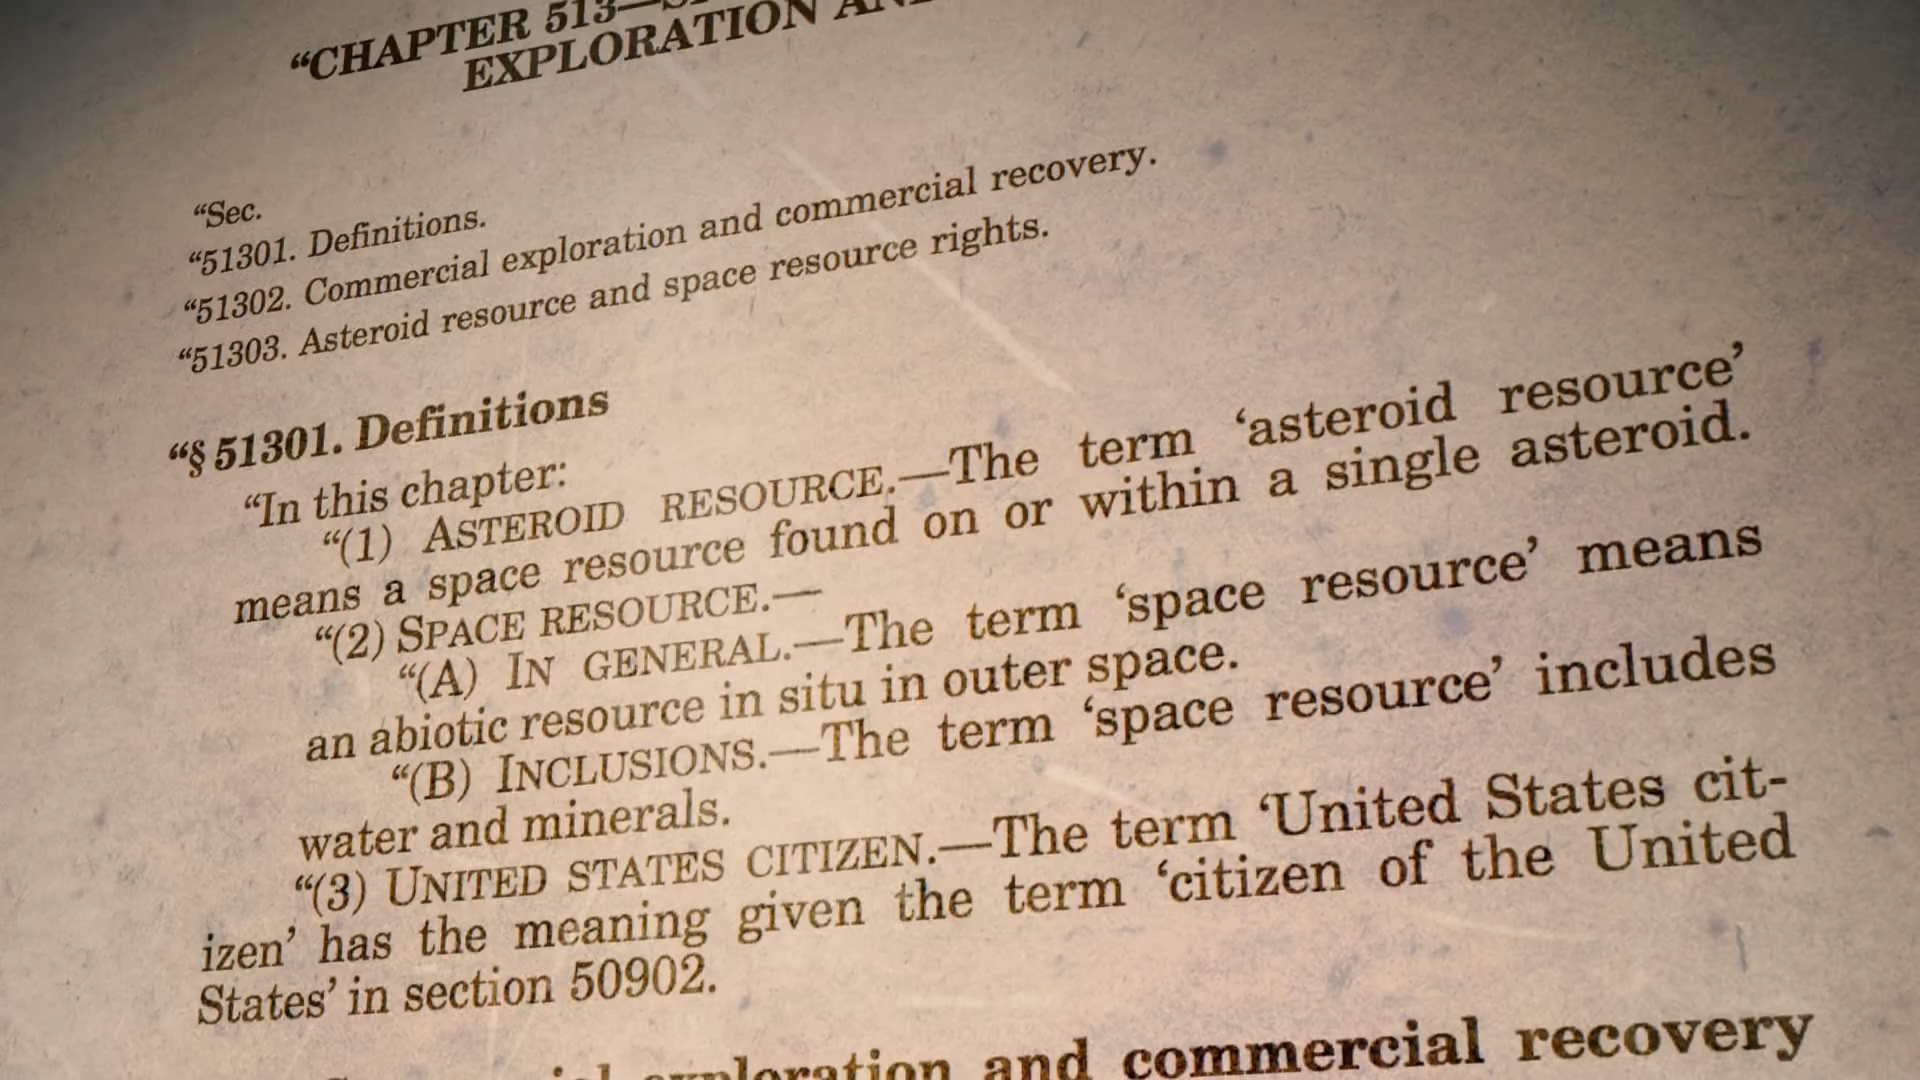 “CHAPTER 513—
EXPLORATION
“Sec.
“51301. Definitions.
“51302. Commercial exploration and commercial recovery.
“51303. Asteroid resource and space resource rights.
“§ 51301. Definitions
“In this chapter:
“(1) ASTEROID RESOURCE.—The term ‘asteroid resource’
means a space resource found on or within a single asteroid.
“(2) SPACE RESOURCE.—
“(A) IN GENERAL.—The term ‘space resource’ means
an abiotic resource in situ in outer space.
“(B) INCLUSIONS.—The term ‘space resource’ includes
water and minerals.
“(3) UNITED STATES CITIZEN.—The term ‘United States cit-
izen’ has the meaning given the term ‘citizen of the United
States’ in section 50902.
exploration and commercial recovery